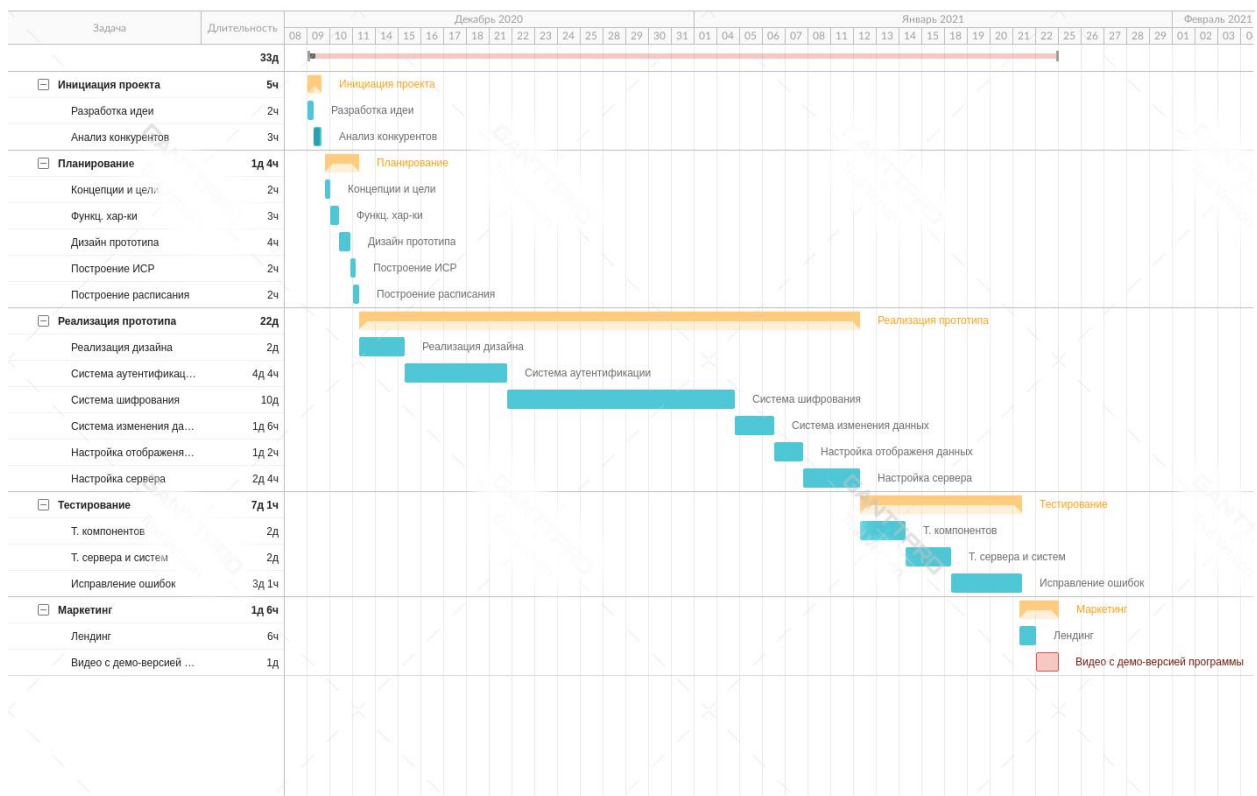 Задача Длительность Декабрь 2020 Январь 2021 Февраль 2021
08 09 10 11 14 15 16 17 18 21 22 23 24 25 28 29 30 31 01 04 05 06 07 08 11 12 13 14 15 18 19 20 21 22 25 26 27 28 29 01 02 03
33д
Инициация проекта 5ч Инициация проекта
Разработка идеи 2ч Разработка идеи
Анализ конкурентов 3ч Анализ конкурентов
Планирование 1д 4ч Планирование
Концепции и цели 2ч Концепции и цели
Функц. хар-ки 3ч Функц. хар-ки
Дизайн прототипа 4ч Дизайн прототипа
Построение ИСР 2ч Построение ИСР
Построение расписания 2ч Построение расписания
Реализация прототипа 22д Реализация прототипа
Реализация дизайна 2д Реализация дизайна
Система аутентификац... 4д 4ч Система аутентификации
Система шифрования 10д Система шифрования
Система изменения да... 1д 6ч Система изменения данных
Настройка отображеня... 1д 2ч Настройка отображеня данных
Настройка сервера 2д 4ч Настройка сервера
Тестирование 7д 1ч Тестирование
Т. компонентов 2д Т. компонентов
Т. сервера и систем 2д Т. сервера и систем
Исправление ошибок 3д 1ч Исправление ошибок
Маркетинг 1д 6ч Маркетинг
Лендинг 6ч Лендинг
Видео с демо-версией ... 1д Видео с демо-версией программы
GANTTPRO